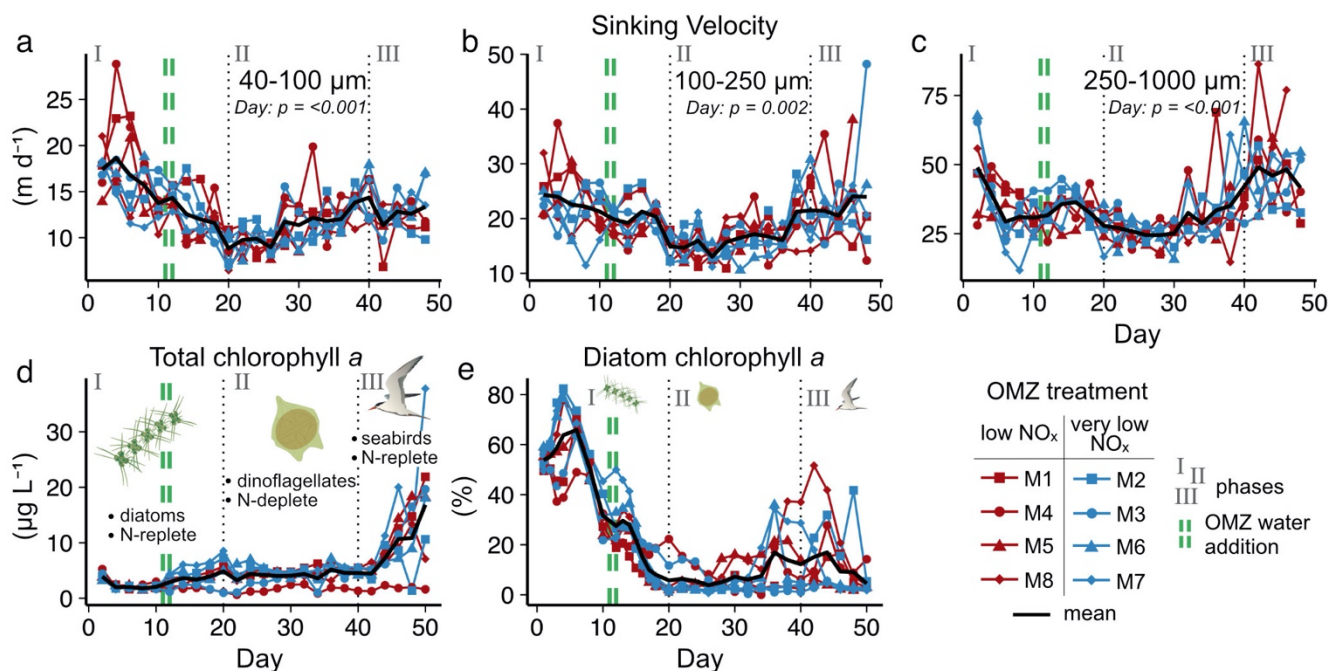 Sinking Velocity
a
I
II
III
40-100 μm
Day: p = <0.001
(m d⁻¹)
25
20
15
10
0 10 20 30 40 50
b
I
II
III
100-250 μm
Day: p = 0.002
50
40
30
20
10
0 10 20 30 40 50
c
I
II
III
250-1000 μm
Day: p = <0.001
75
50
25
0 10 20 30 40 50
Day
Total chlorophyll a
d
I
II
III
• diatoms
• N-replete
• dinoflagellates
• N-deplete
• seabirds
• N-replete
(μg L⁻¹)
30
20
10
5
0
0 10 20 30 40 50
Day
Diatom chlorophyll a
e
I
II
III
(%)
80
60
40
20
0
0 10 20 30 40 50
Day
OMZ treatment
low NOₓ
very low
NOₓ
M1 M2
M4 M3
M5 M6
M8 M7
mean
I II III phases
OMZ water
addition